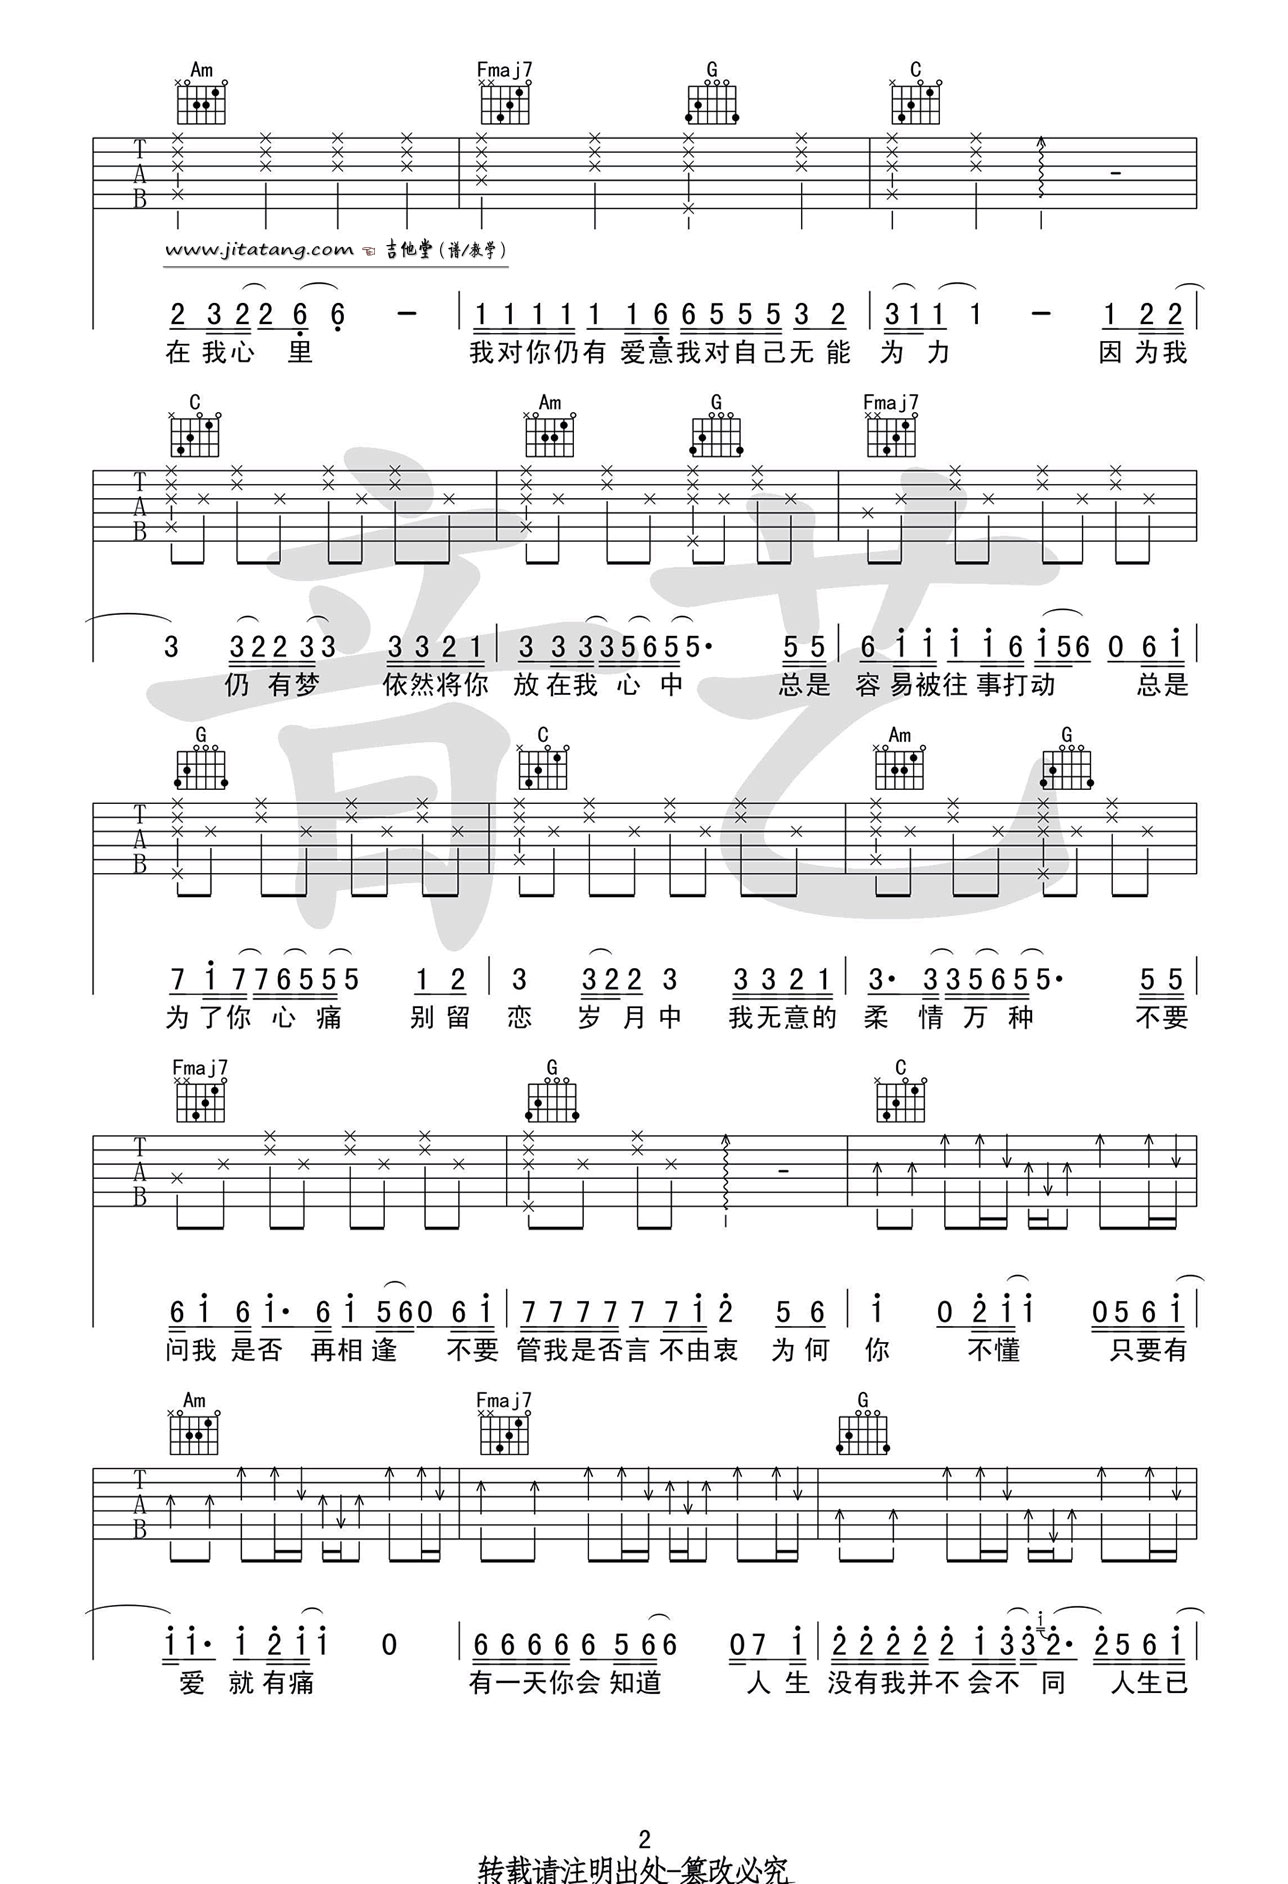 Am Fmaj7 G C
T A B
www.jitatang.com ☜ 吉他堂(谱/教学)
2 3 2 2 6 6 - 1 1 1 1 1 1 6 6 5 5 5 3 2 3 1 1 1 - 1 2 2
在我心里 我对你仍有爱意我对自己无能为力 因为我
C Am G Fmaj7
T A B
3 3 2 2 3 3 3 3 2 1 3 3 3 3 5 6 5 5· 5 5 6 i i i i 6 i 5 6 0 6 i
仍有梦 依然将你放在我心中 总是容易被往事打动 总是
G C Am G
T A B
7 i 7 7 6 5 5 5 1 2 3 3 2 2 3 3 3 2 1 3· 3 3 5 6 5 5· 5 5
为了你心痛 别留恋岁月中 我无意的柔情万种 不要
Fmaj7 G C
T A B
6 i 6 i· 6 i 5 6 0 6 i 7 7 7 7 7 7 i 2 5 6 i 0 2 i i 0 5 6 i
问我是否再相逢 不要管我是否言不由衷 为何你不懂 只要有
Am Fmaj7 G
T A B
i i· i 2 i i 0 6 6 6 6 6 5 6 6 0 7 i 2 2 2 2 2 i 3 3 i 2· 2 5 6 i
爱就有痛 有一天你会知道 人生没有我并不会不同 人生已
2
转载请注明出处-篡改必究
音艺